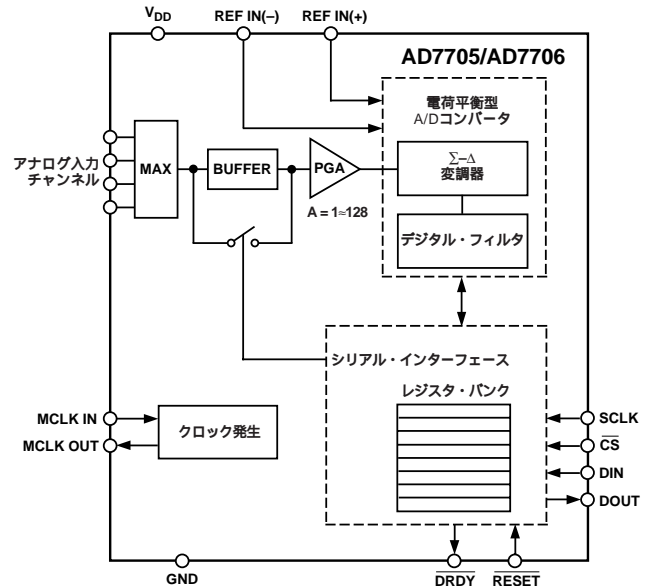 V_DD
REF IN(–)
REF IN(+)
AD7705/AD7706
電荷平衡型
A/Dコンバータ
アナログ入力
チャンネル
MAX
BUFFER
PGA
A = 1≈128
Σ–Δ
変調器
デジタル・フィルタ
シリアル・インターフェース
レジスタ・バンク
MCLK IN
MCLK OUT
クロック発生
SCLK
C̅S̅
DIN
DOUT
GND
D̅R̅D̅Y̅
R̅E̅S̅E̅T̅